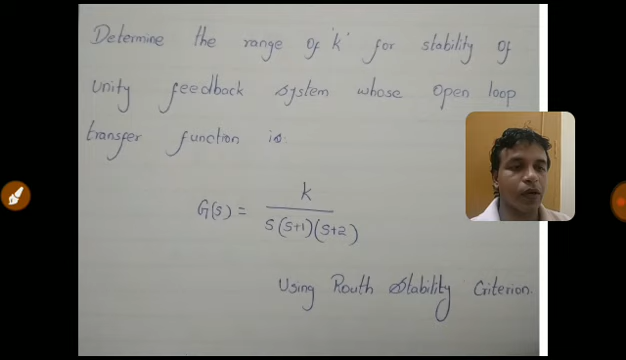 Determine the range of 'k' for stability of
unity feedback system whose open loop
transfer function is:
G(s) = k / s(s+1)(s+2)
Using Routh Stability Criterion.